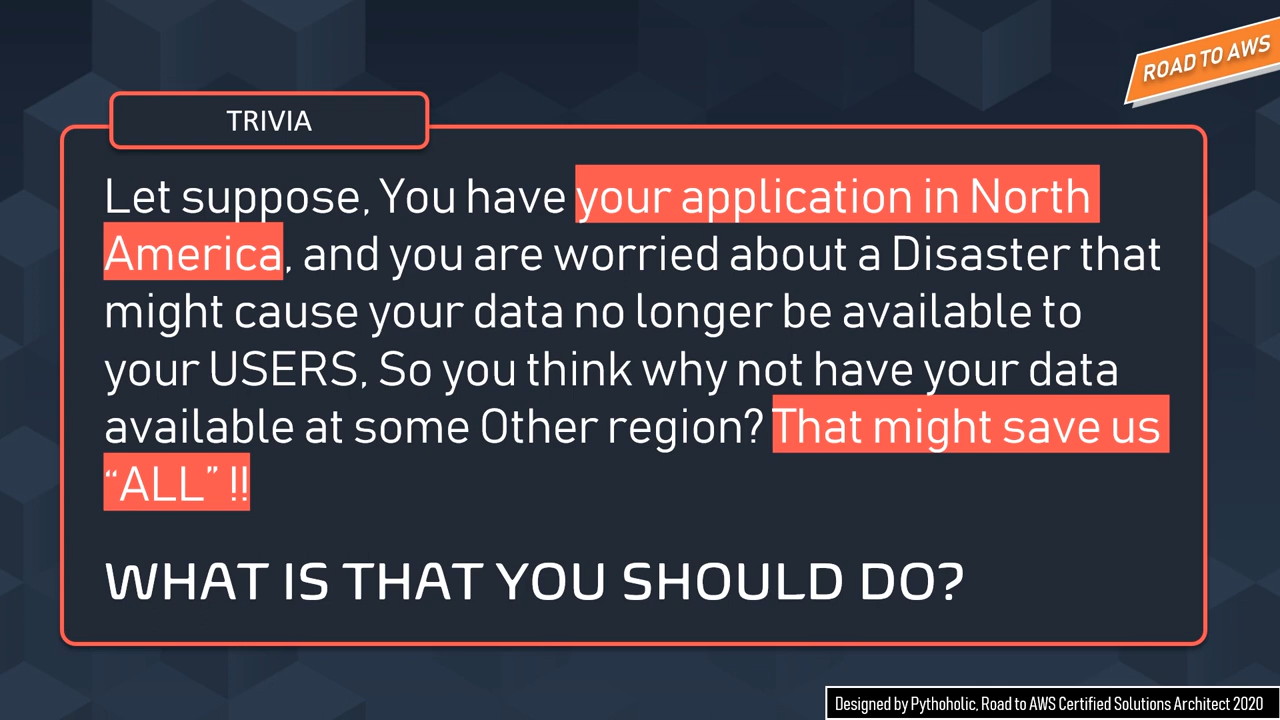 ROAD TO AWS
TRIVIA
Let suppose, You have your application in North
America, and you are worried about a Disaster that
might cause your data no longer be available to
your USERS, So you think why not have your data
available at some Other region? That might save us
“ALL” !!
WHAT IS THAT YOU SHOULD DO?
Designed by Pythoholic, Road to AWS Certified Solutions Architect 2020